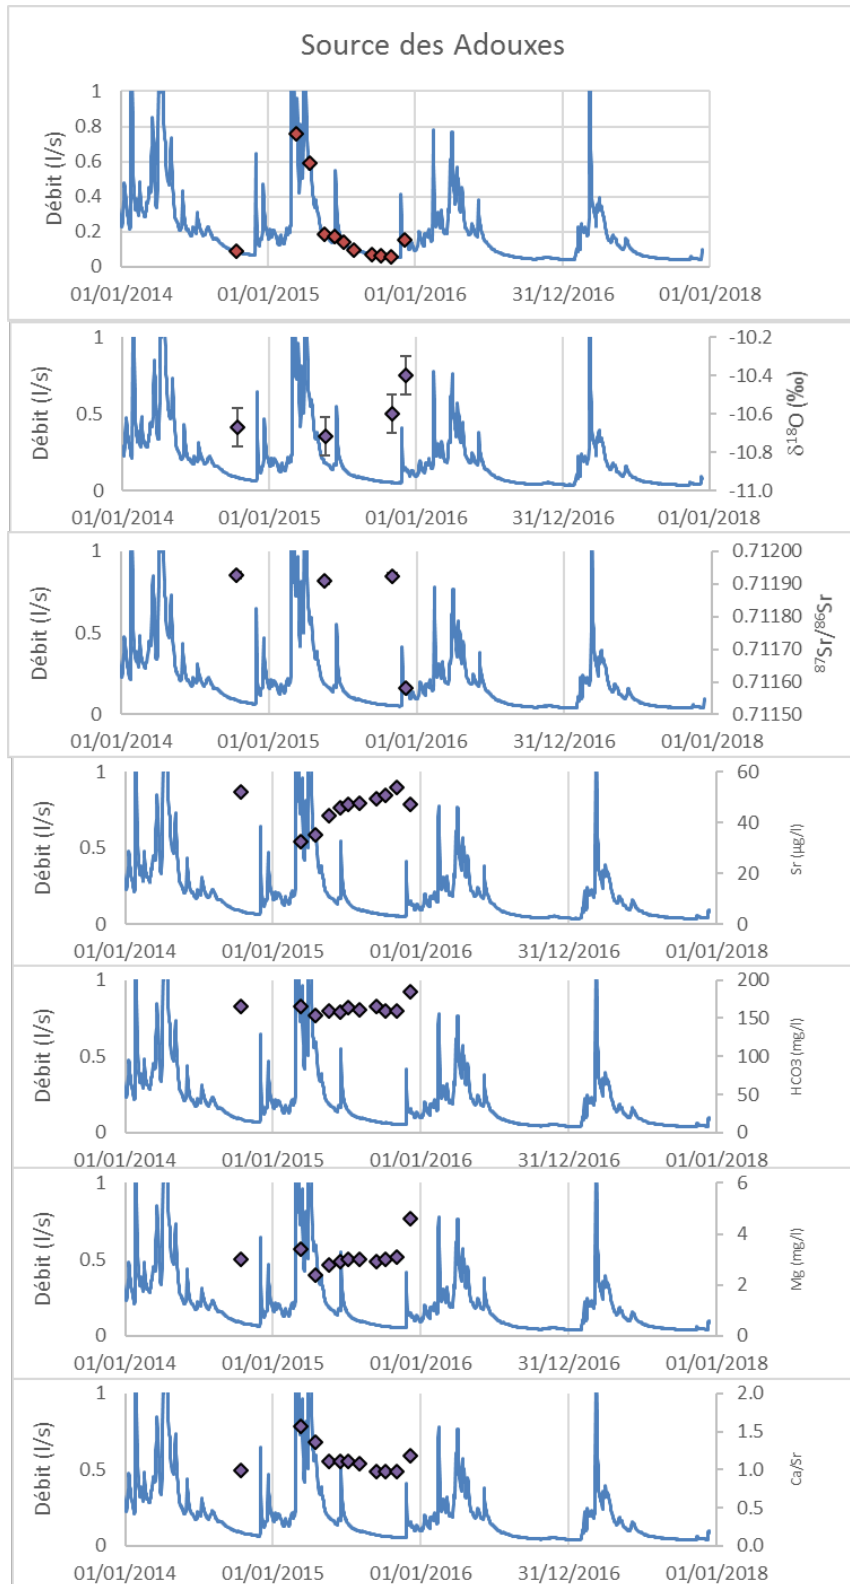 Source des Adouxes
Débit (l/s)
1
0.8
0.6
0.4
0.2
0
01/01/2014 01/01/2015 01/01/2016 31/12/2016 01/01/2018
Débit (l/s)
1
0.5
0
-10.2
-10.4
-10.6
-10.8
-11.0
δ¹⁸O (‰)
01/01/2014 01/01/2015 01/01/2016 31/12/2016 01/01/2018
Débit (l/s)
1
0.5
0
0.71200
0.71190
0.71180
0.71170
0.71160
0.71150
⁸⁷Sr/⁸⁶Sr
01/01/2014 01/01/2015 01/01/2016 31/12/2016 01/01/2018
Débit (l/s)
1
0.5
0
60
40
20
0
Sr (µg/l)
01/01/2014 01/01/2015 01/01/2016 31/12/2016 01/01/2018
Débit (l/s)
1
0.5
0
200
150
100
50
0
HCO3 (mg/l)
01/01/2014 01/01/2015 01/01/2016 31/12/2016 01/01/2018
Débit (l/s)
1
0.5
0
6
4
2
0
Mg (mg/l)
01/01/2014 01/01/2015 01/01/2016 31/12/2016 01/01/2018
Débit (l/s)
1
0.5
0
2.0
1.5
1.0
0.5
0.0
Ca/Sr
01/01/2014 01/01/2015 01/01/2016 31/12/2016 01/01/2018